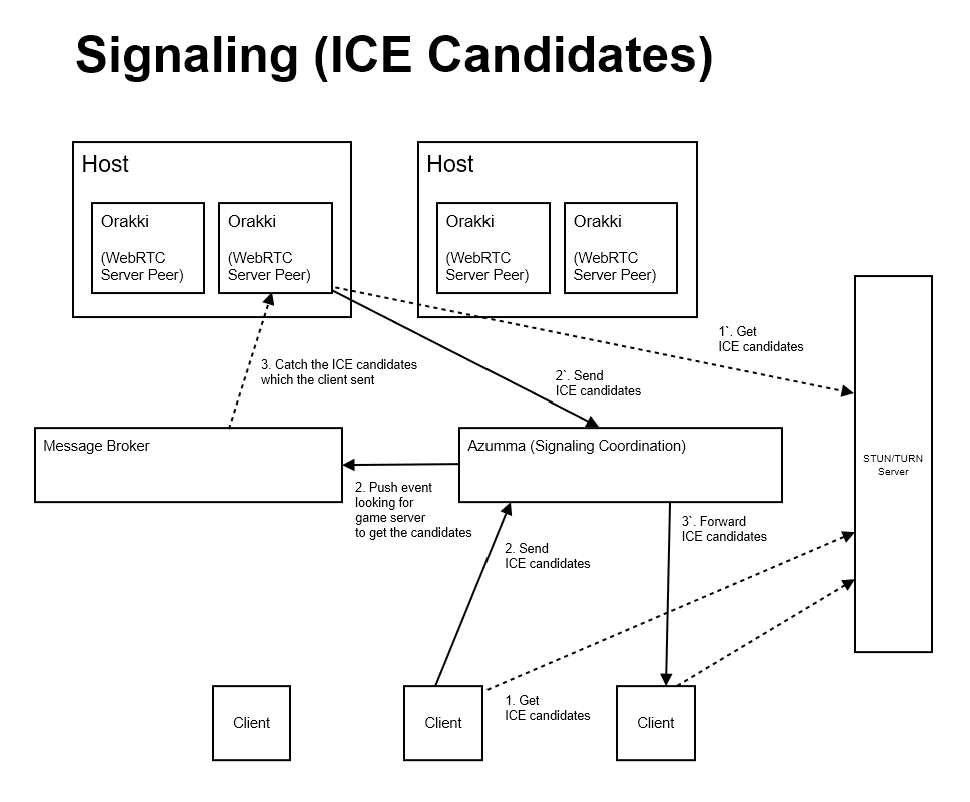 Signaling (ICE Candidates)
Host
Orakki
(WebRTC
Server Peer)
Orakki
(WebRTC
Server Peer)
Host
Orakki
(WebRTC
Server Peer)
Orakki
(WebRTC
Server Peer)
1`. Get
ICE candidates
3. Catch the ICE candidates
which the client sent
2`. Send
ICE candidates
Message Broker
Azumma (Signaling Coordination)
STUN/TURN
Server
2. Push event
looking for
game server
to get the candidates
3`. Forward
ICE candidates
2. Send
ICE candidates
1. Get
ICE candidates
Client
Client
Client